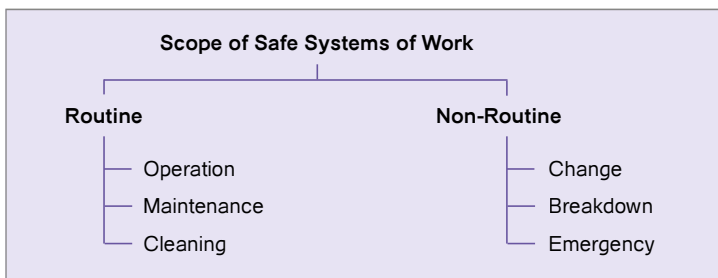 Scope of Safe Systems of Work
Routine
Non-Routine
Operation
Maintenance
Cleaning
Change
Breakdown
Emergency